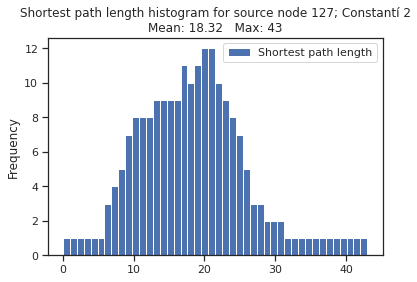 Shortest path length histogram for source node 127; Constantí 2
Mean: 18.32   Max: 43
Shortest path length
Frequency
12
10
8
6
4
2
0
0 10 20 30 40